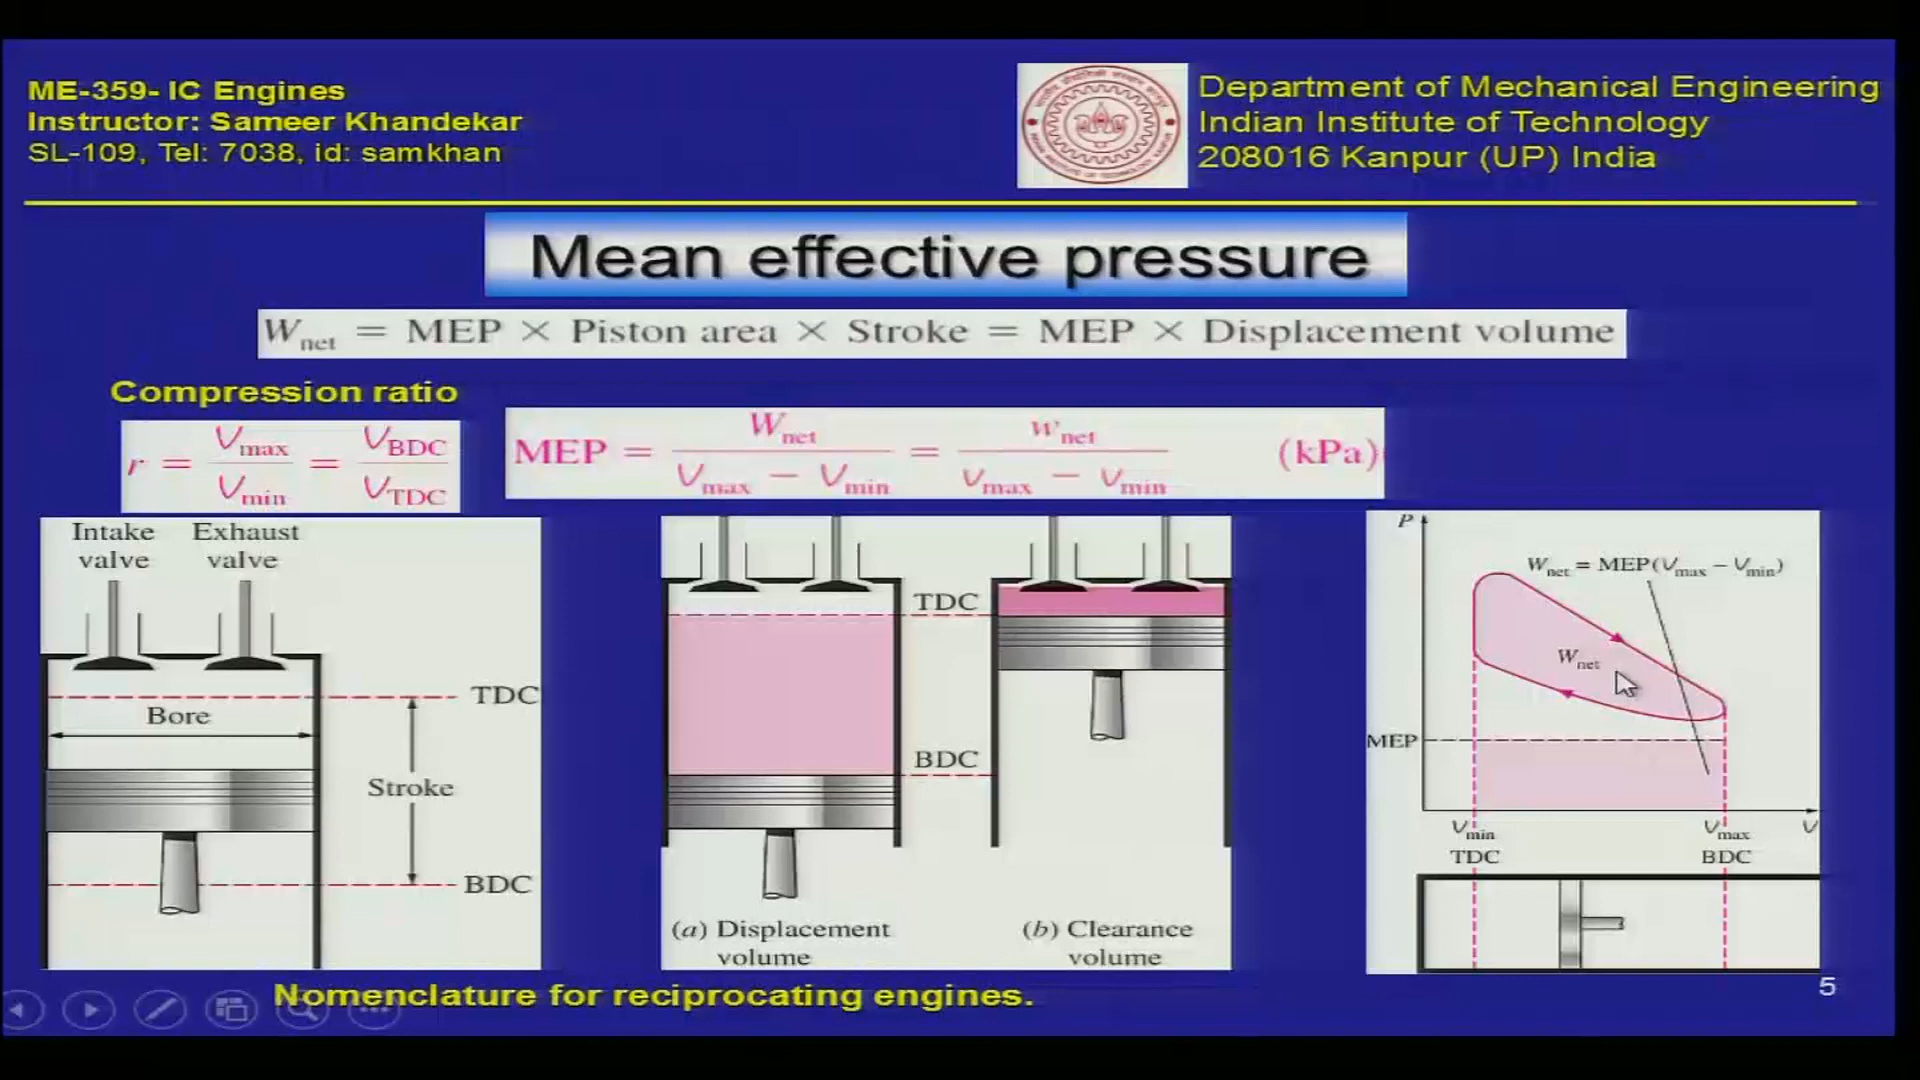 ME-359- IC Engines
Instructor: Sameer Khandekar
SL-109, Tel: 7038, id: samkhan
Department of Mechanical Engineering
Indian Institute of Technology
208016 Kanpur (UP) India
Mean effective pressure
W_net = MEP × Piston area × Stroke = MEP × Displacement volume
Compression ratio
r = V_max / V_min = V_BDC / V_TDC
MEP = W_net / (V_max − V_min) = w_net / (v_max − v_min) (kPa)
Intake valve
Exhaust valve
TDC
Bore
Stroke
BDC
TDC
BDC
(a) Displacement volume
(b) Clearance volume
P
W_net = MEP(V_max − V_min)
W_net
MEP
V_min
V_max
V
TDC
BDC
Nomenclature for reciprocating engines.
5